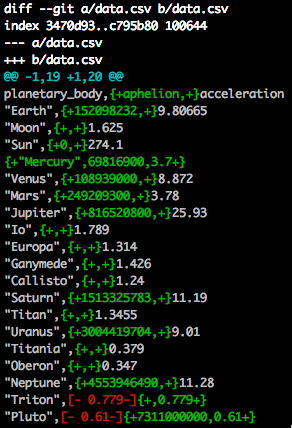 diff --git a/data.csv b/data.csv
index 3470d93..c795b80 100644
--- a/data.csv
+++ b/data.csv
@@ -1,19 +1,20 @@
planetary_body,{+aphelion,+}acceleration
"Earth",{+152098232,+}9.80665
"Moon",{+,+}1.625
"Sun",{+0,+}274.1
{+"Mercury",69816900,3.7+}
"Venus",{+108939000,+}8.872
"Mars",{+249209300,+}3.78
"Jupiter",{+816520800,+}25.93
"Io",{+,+}1.789
"Europa",{+,+}1.314
"Ganymede",{+,+}1.426
"Callisto",{+,+}1.24
"Saturn",{+1513325783,+}11.19
"Titan",{+,+}1.3455
"Uranus",{+3004419704,+}9.01
"Titania",{+,+}0.379
"Oberon",{+,+}0.347
"Neptune",{+4553946490,+}11.28
"Triton",[- 0.779-]{+,0.779+}
"Pluto",[- 0.61-]{+7311000000,0.61+}